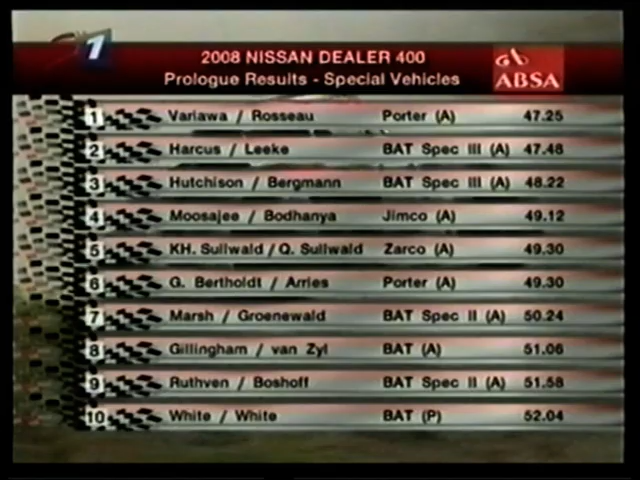 1
2008 NISSAN DEALER 400
Prologue Results - Special Vehicles
ABSA
1 Variawa / Rosseau Porter (A) 47.25
2 Harcus / Leeke BAT Spec III (A) 47.48
3 Hutchison / Bergmann BAT Spec III (A) 48.22
4 Moosajee / Bodhanya Jimco (A) 49.12
5 KH. Sullwald / Q. Sullwald Zarco (A) 49.30
6 G. Bertholdt / Arries Porter (A) 49.30
7 Marsh / Groenewald BAT Spec II (A) 50.24
8 Gillingham / van Zyl BAT (A) 51.06
9 Ruthven / Boshoff BAT Spec II (A) 51.58
10 White / White BAT (P) 52.04